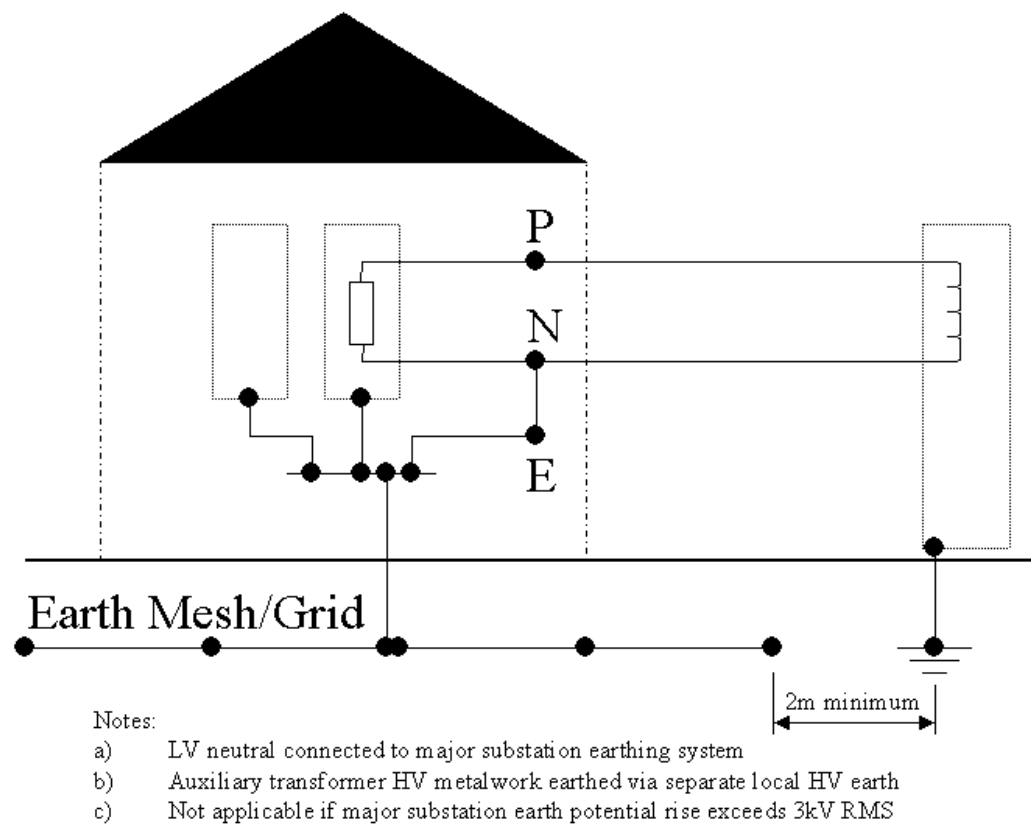 P
N
E
Earth Mesh/Grid
2m minimum
Notes:
a) LV neutral connected to major substation earthing system
b) Auxiliary transformer HV metalwork earthed via separate local HV earth
c) Not applicable if major substation earth potential rise exceeds 3kV RMS